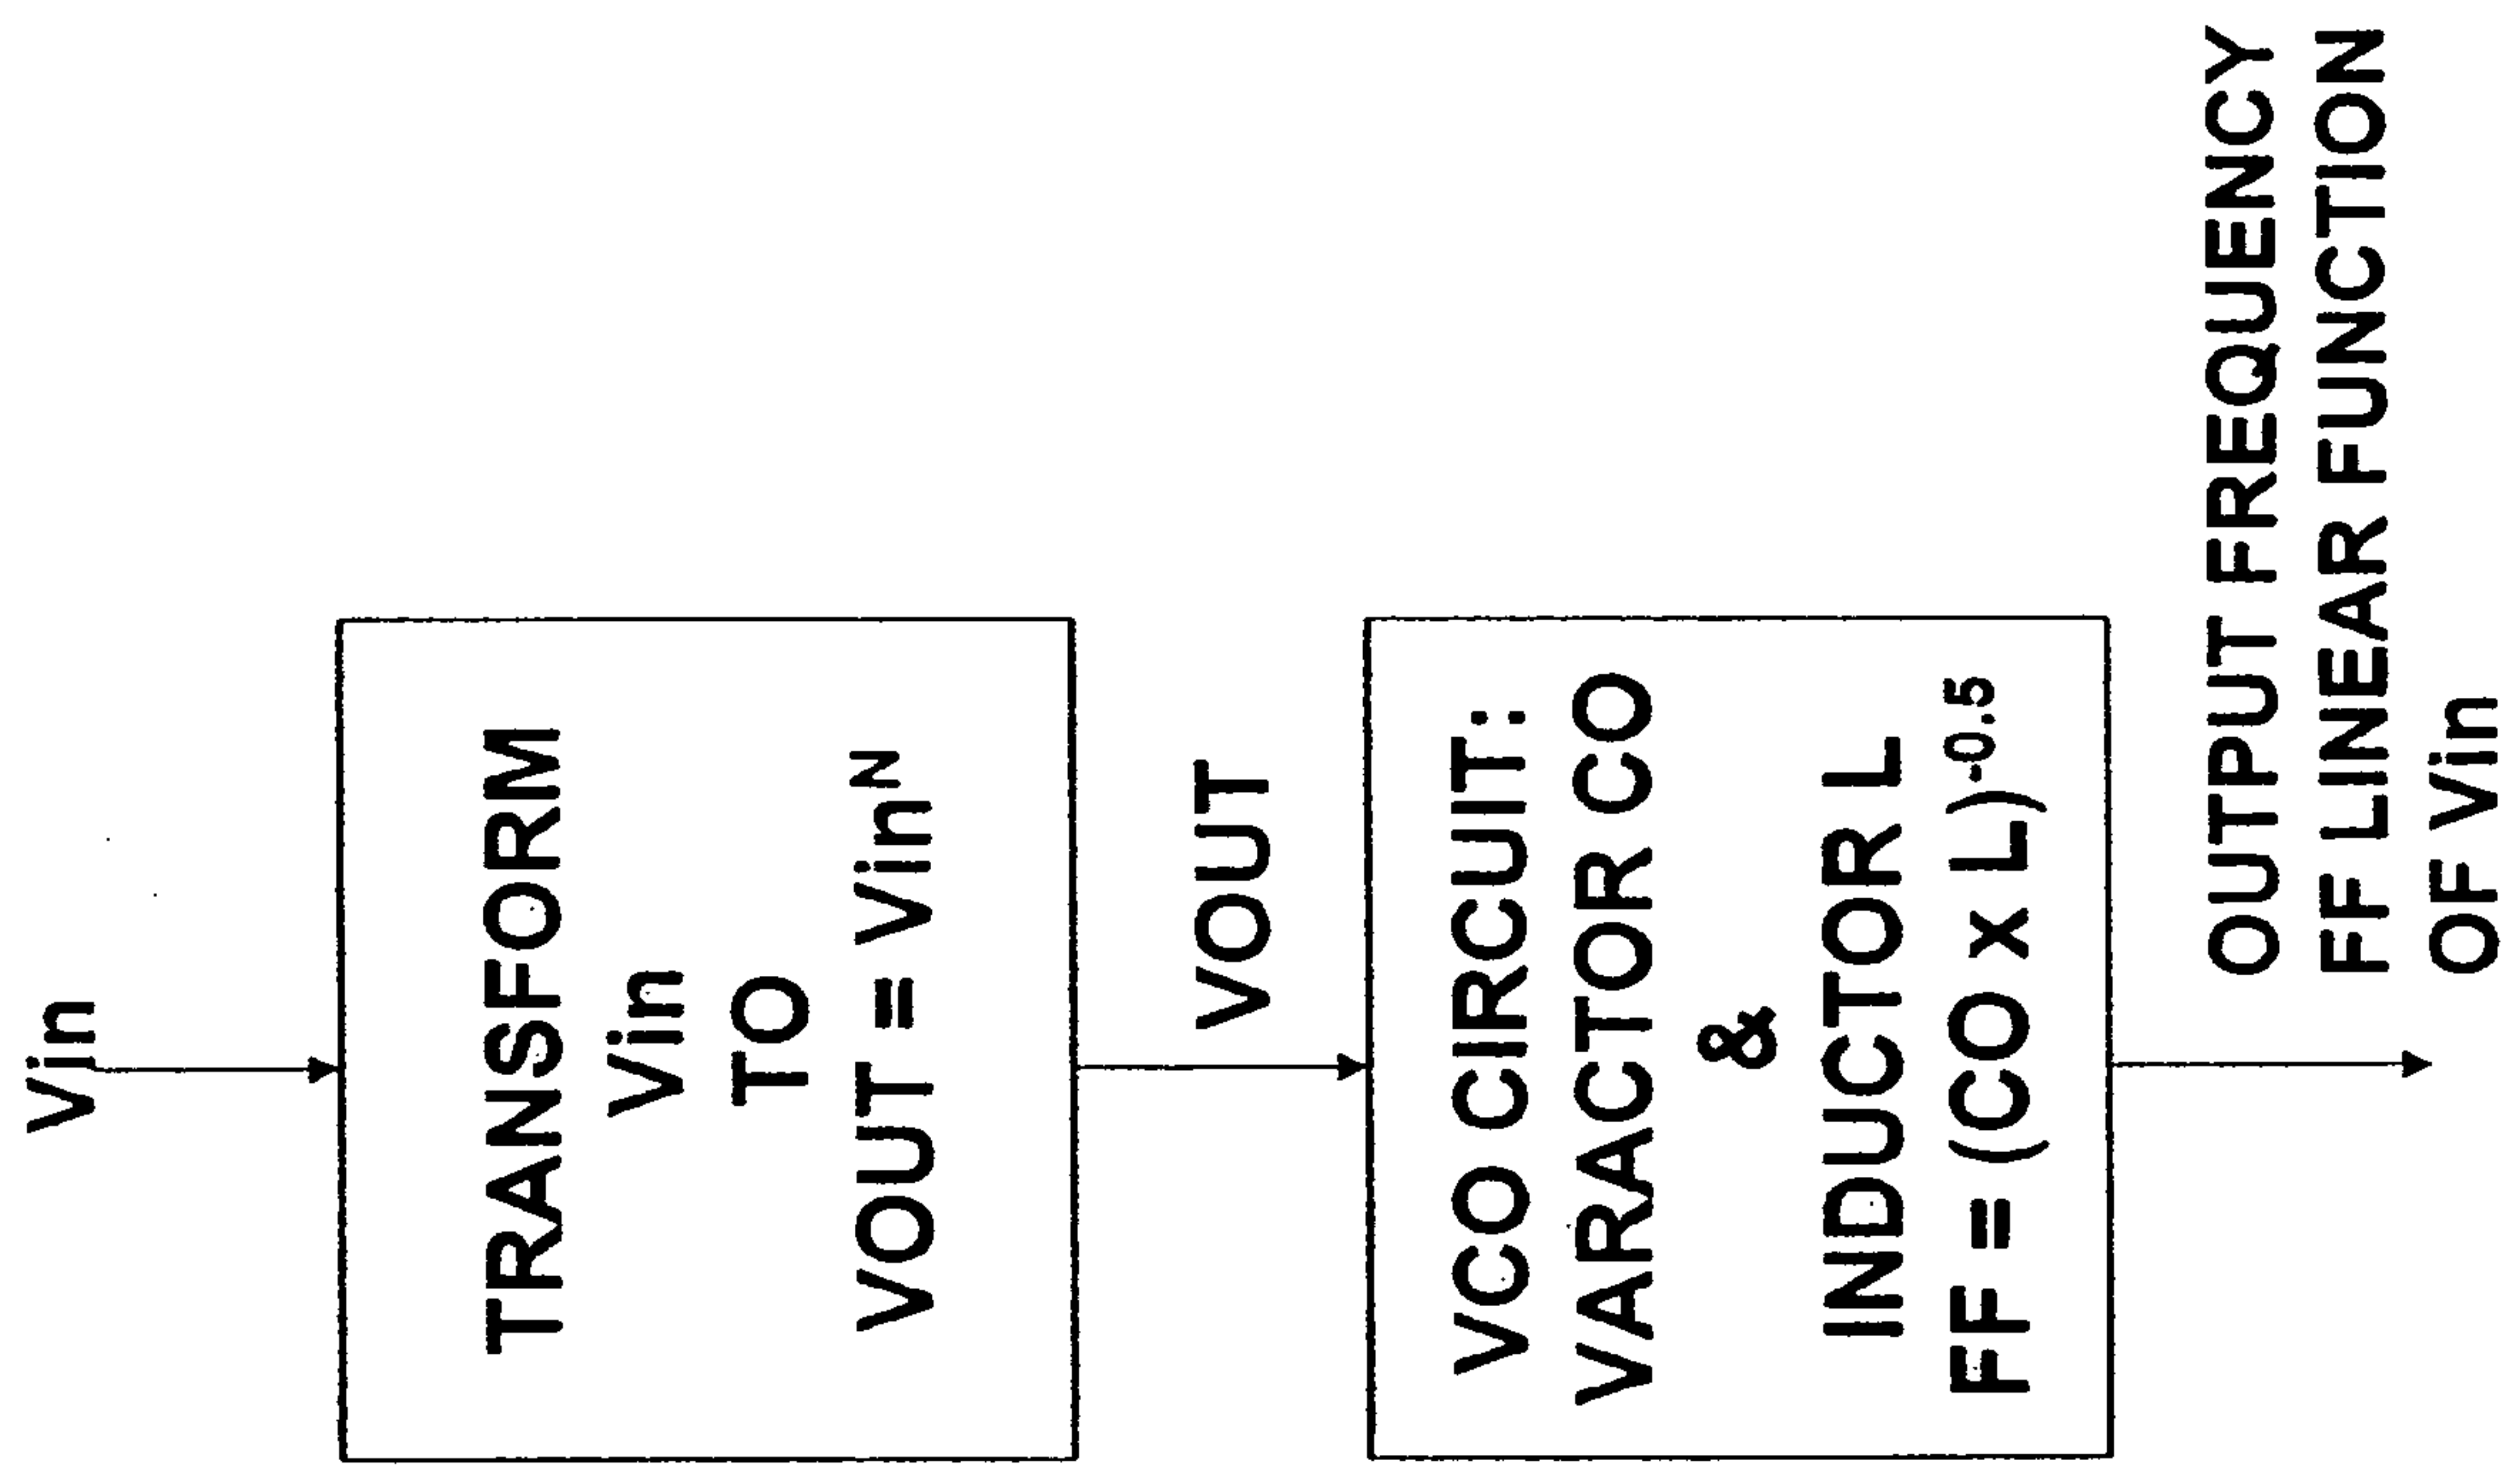 Vin
TRANSFORM
Vin
TO
VOUT = Vin^N
VOUT
VCO CIRCUIT:
VARACTOR CO
&
INDUCTOR L
FF = (CO x L)^-0.5
OUTPUT FREQUENCY
FF LINEAR FUNCTION
OF Vin